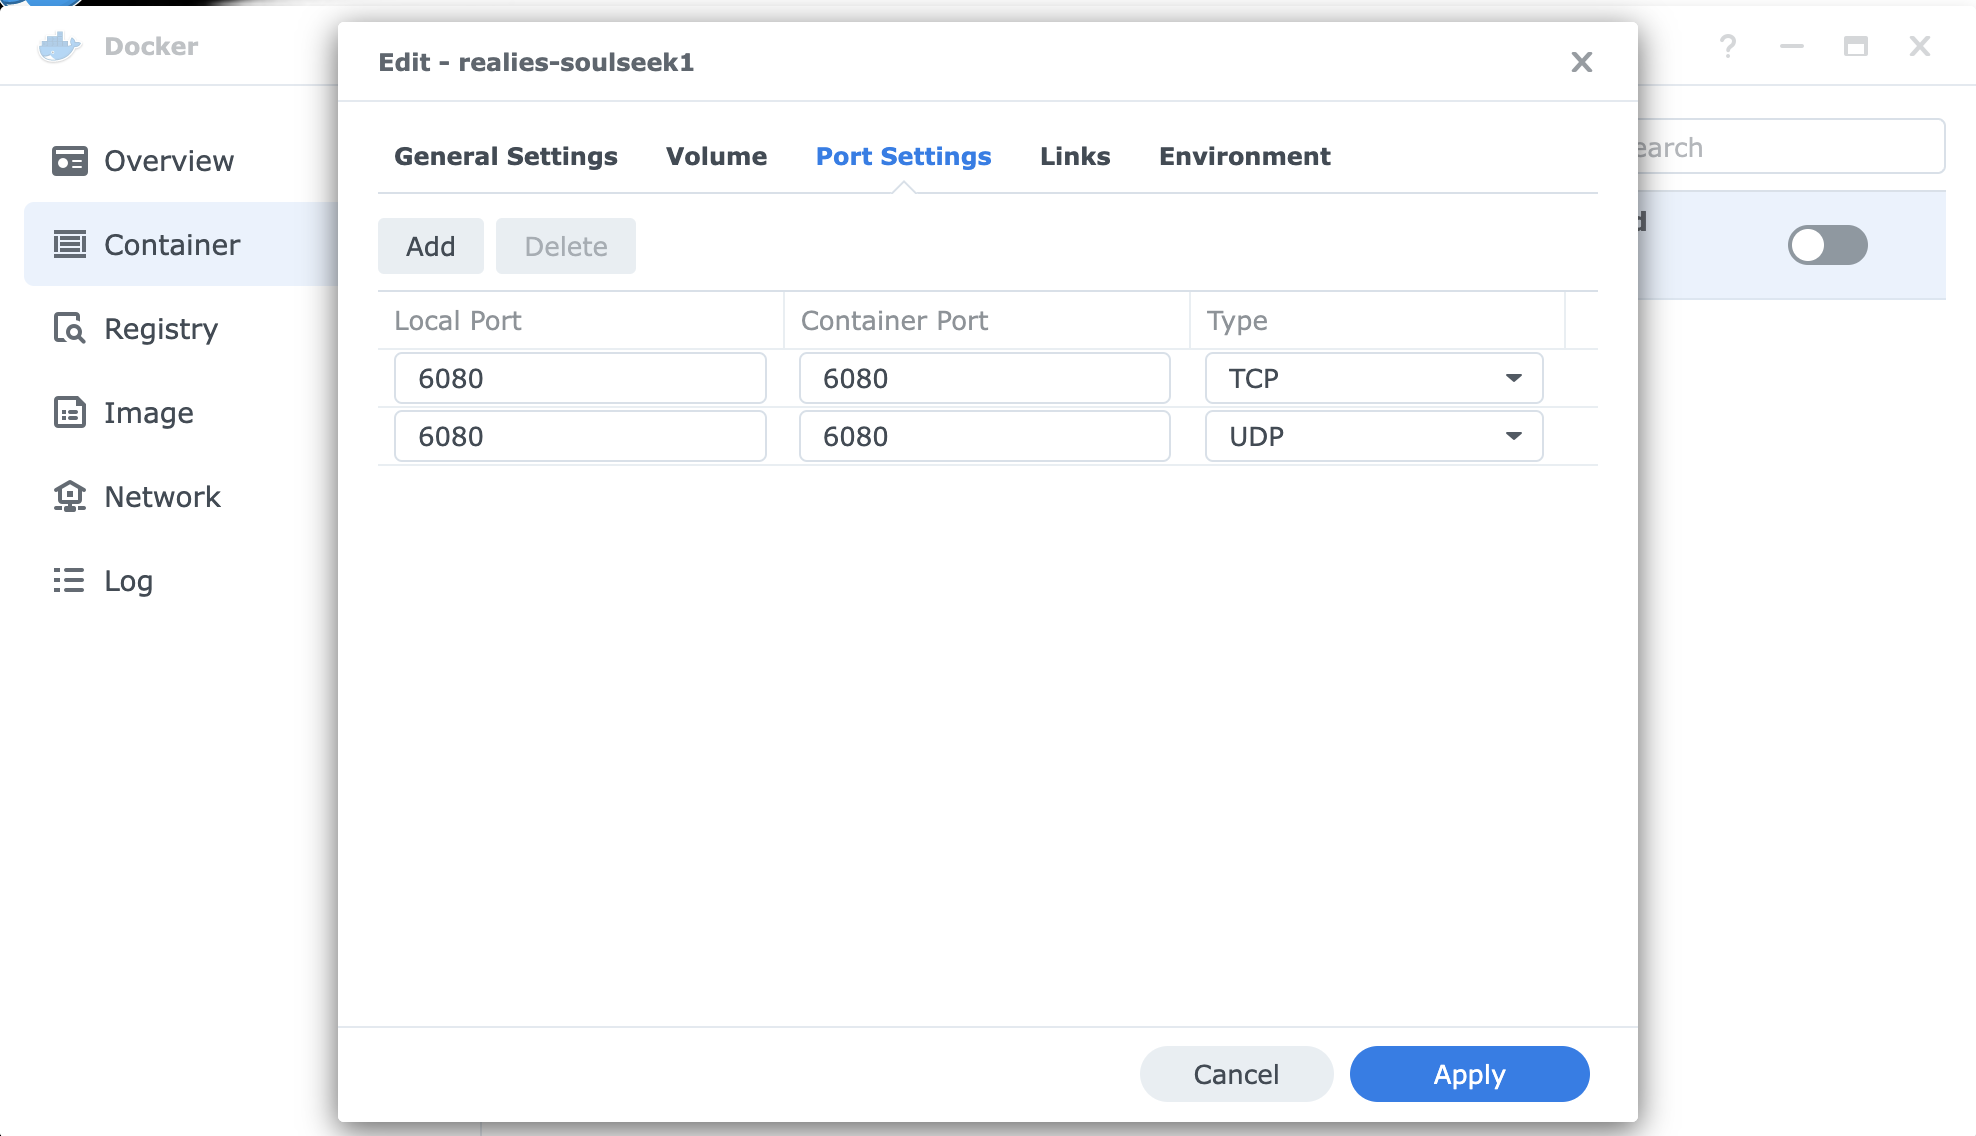 Docker
Edit - realies-soulseek1
?
Overview
Container
Registry
Image
Network
Log
General Settings Volume Port Settings Links Environment
earch
d
Add Delete
Local Port Container Port Type
6080 6080 TCP
6080 6080 UDP
Cancel Apply